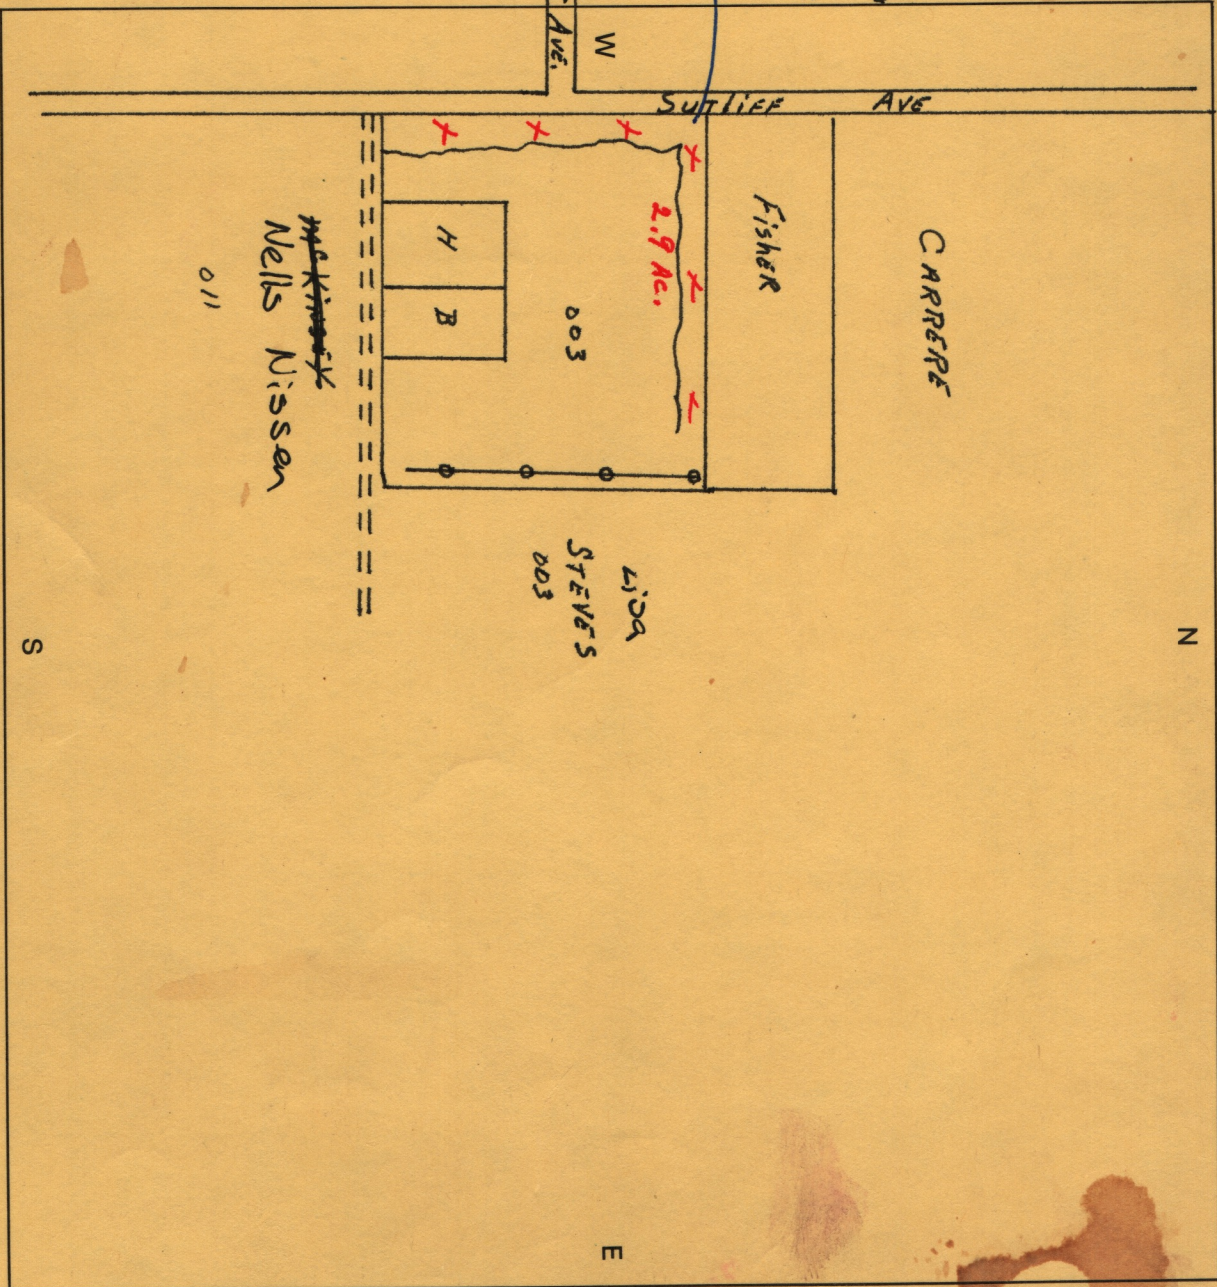 W
AVE.
SUTLIFF AVE
CARRERE
Fisher
2.9 Ac.
003
H
B
Nells Nissen
011
Lida
STEVES
003
N
S
E